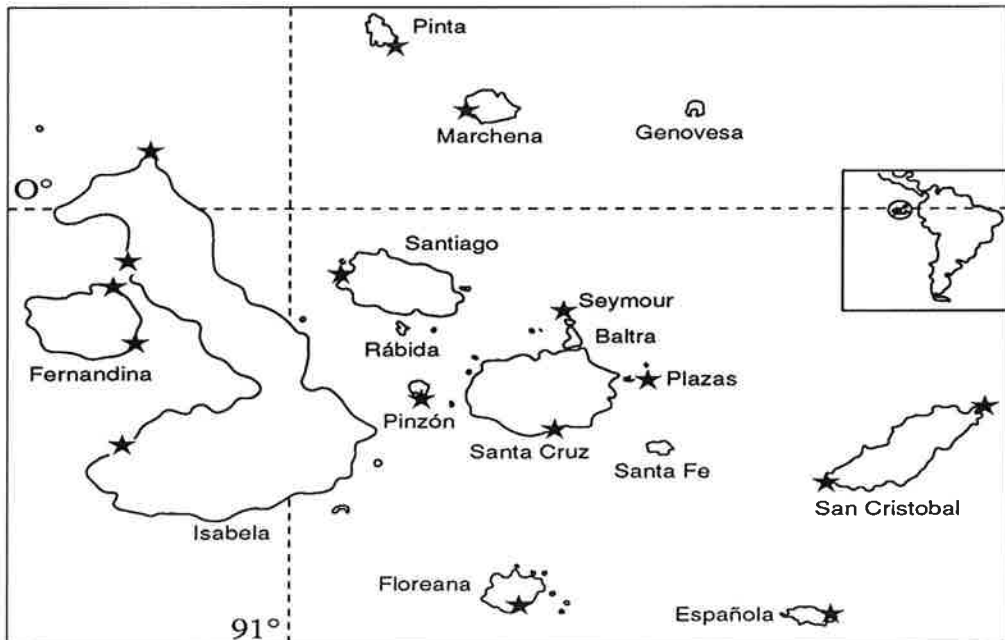 Pinta
Marchena
Genovesa
O°
Santiago
Seymour
Baltra
Rábida
Fernandina
Plazas
Pinzón
Santa Cruz
Santa Fe
San Cristobal
Isabela
Floreana
Española
91°